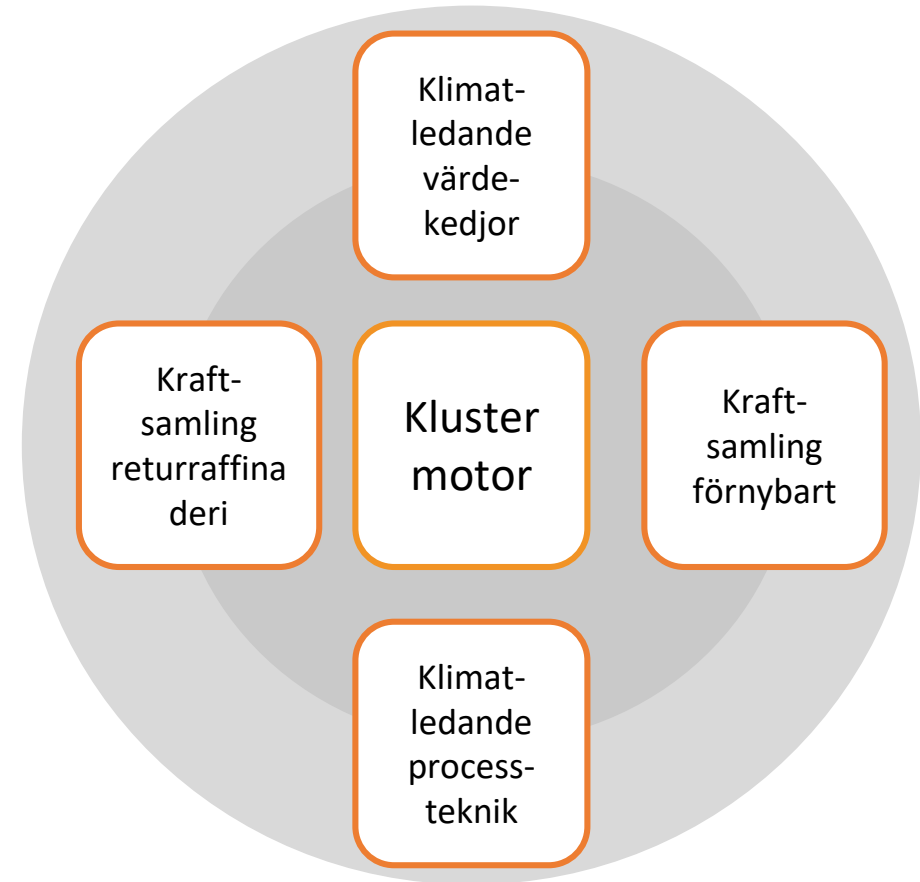 Klimat-
ledande
värde-
kedjor
Kraft-
samling
returraffina
deri
Kluster
motor
Kraft-
samling
förnybart
Klimat-
ledande
process-
teknik